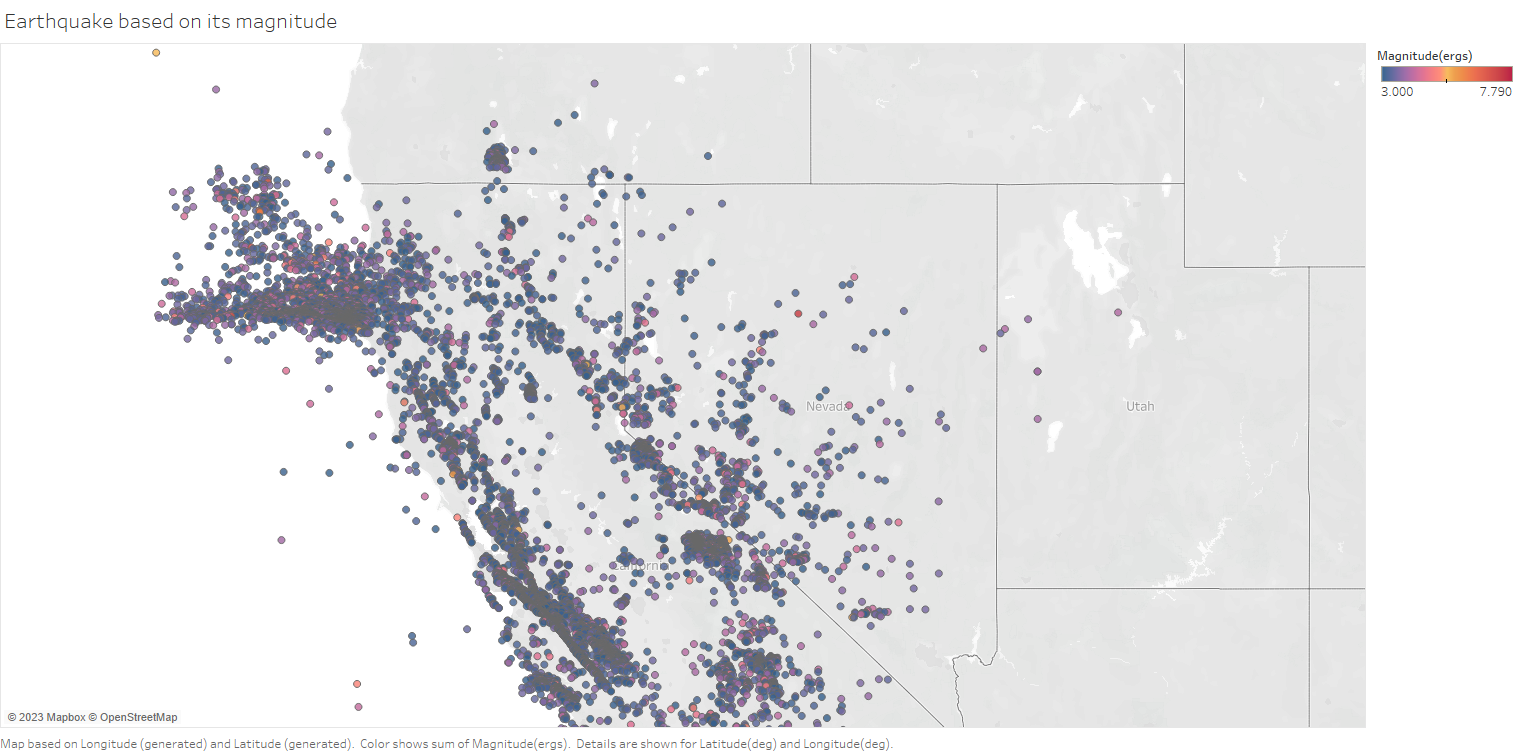 Earthquake based on its magnitude
Magnitude(ergs)
3.000 7.790
Nevada
Utah
California
© 2023 Mapbox © OpenStreetMap
Map based on Longitude (generated) and Latitude (generated). Color shows sum of Magnitude(ergs). Details are shown for Latitude(deg) and Longitude(deg).